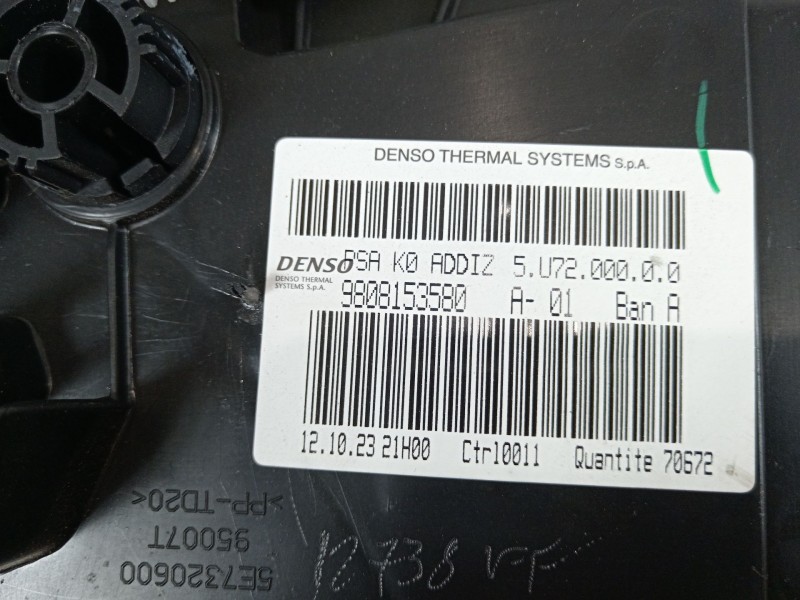 DENSO THERMAL SYSTEMS S.p.A.
DENSO PSA K0 ADDIZ 5.U72.000.0.0
DENSO THERMAL
SYSTEMS S.p.A.
9808153580 A- 01 Ban A
12.10.23 21H00 Ctrl0011 Quantite 70672
>PP-TD20<
95007T
5E7320600